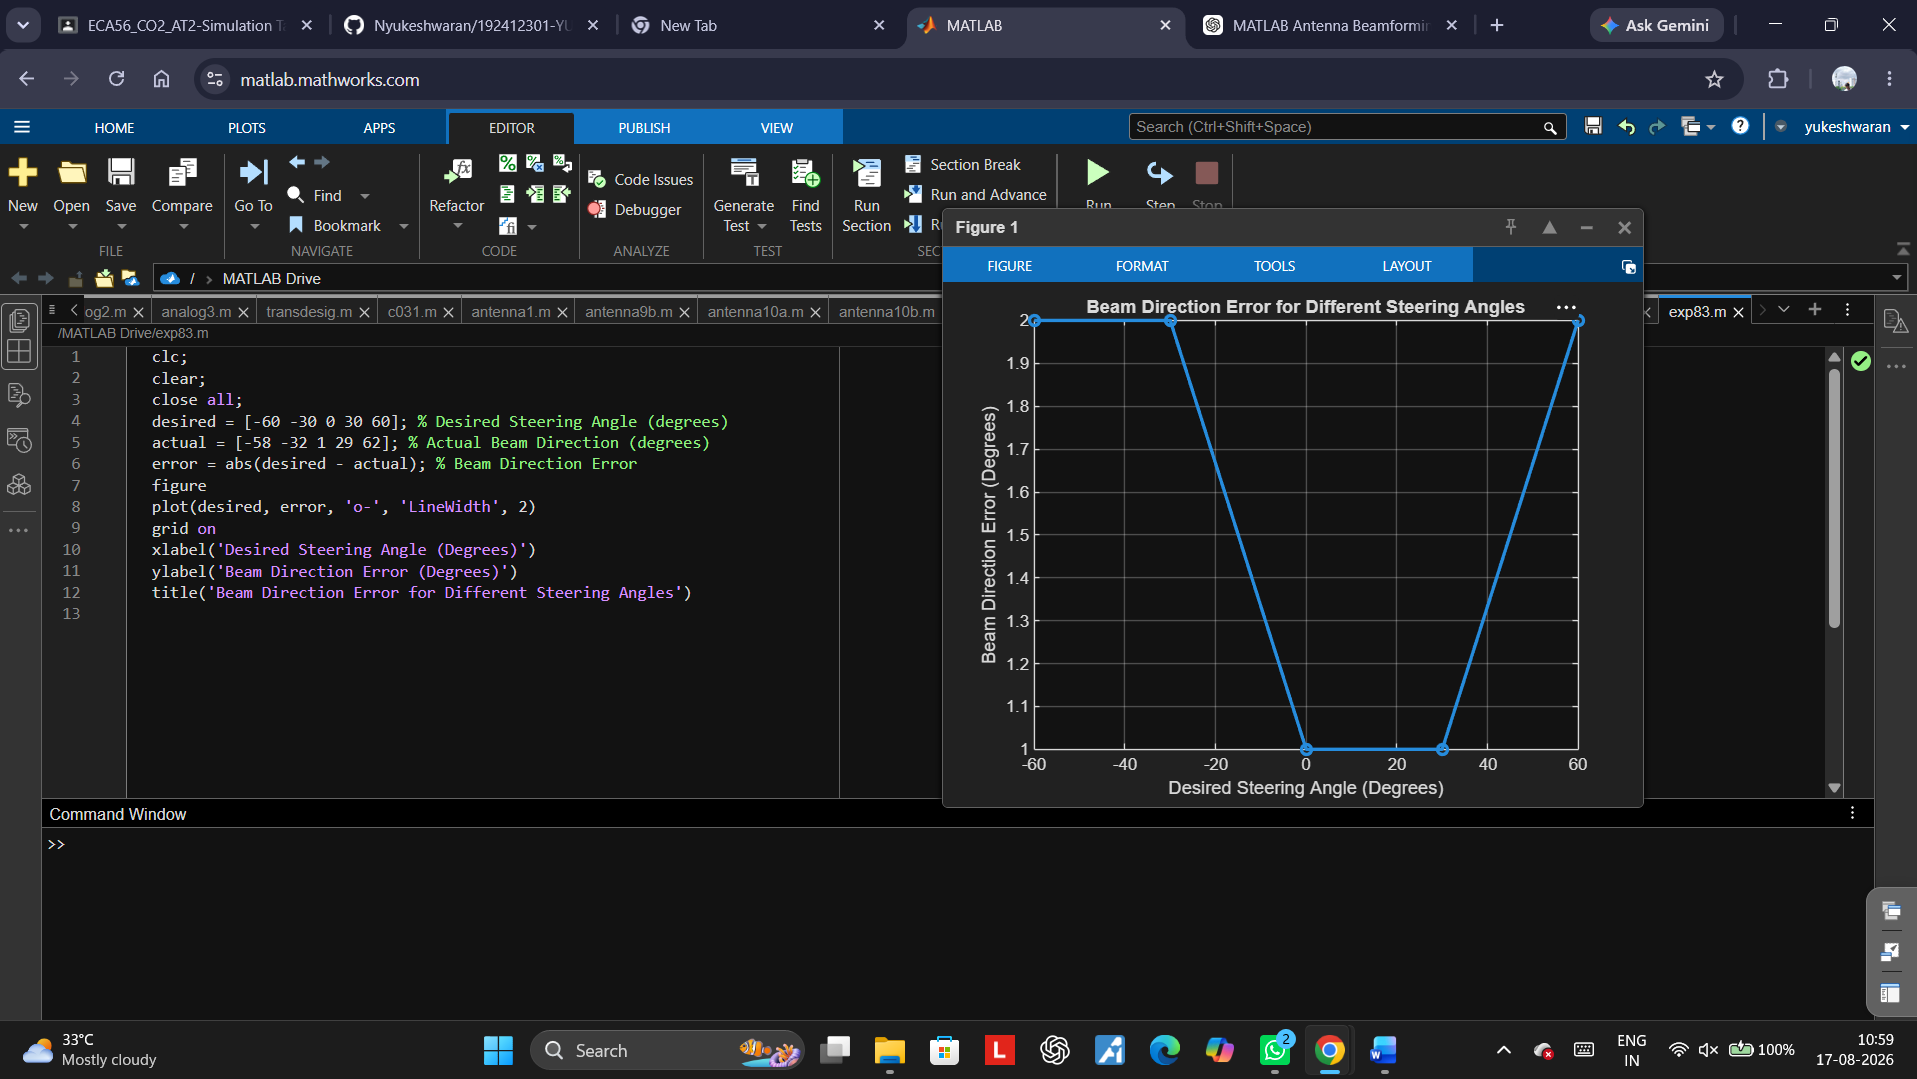 ECA56_CO2_AT2-Simulation T
Nyukeshwaran/192412301-YU
New Tab
MATLAB
MATLAB Antenna Beamformin
Ask Gemini
matlab.mathworks.com
HOME
PLOTS
APPS
EDITOR
PUBLISH
VIEW
Search (Ctrl+Shift+Space)
yukeshwaran
New
Open
Save
Compare
FILE
Go To
Find
Bookmark
NAVIGATE
Refactor
CODE
Code Issues
Debugger
ANALYZE
Generate
Test
Find
Tests
TEST
Run
Section
Section Break
Run and Advance
SEC
Run
Step
Stop
/ › MATLAB Drive
og2.m
analog3.m
transdesig.m
c031.m
antenna1.m
antenna9b.m
antenna10a.m
antenna10b.m
exp83.m
/MATLAB Drive/exp83.m
1 clc;
2 clear;
3 close all;
4 desired = [-60 -30 0 30 60]; % Desired Steering Angle (degrees)
5 actual = [-58 -32 1 29 62]; % Actual Beam Direction (degrees)
6 error = abs(desired - actual); % Beam Direction Error
7 figure
8 plot(desired, error, 'o-', 'LineWidth', 2)
9 grid on
10 xlabel('Desired Steering Angle (Degrees)')
11 ylabel('Beam Direction Error (Degrees)')
12 title('Beam Direction Error for Different Steering Angles')
13
Figure 1
FIGURE
FORMAT
TOOLS
LAYOUT
Beam Direction Error for Different Steering Angles
2
1.9
1.8
1.7
1.6
1.5
1.4
1.3
1.2
1.1
1
Beam Direction Error (Degrees)
-60 -40 -20 0 20 40 60
Desired Steering Angle (Degrees)
Command Window
>>
33°C
Mostly cloudy
Search
2
ENG
IN
100%
10:59
17-08-2026